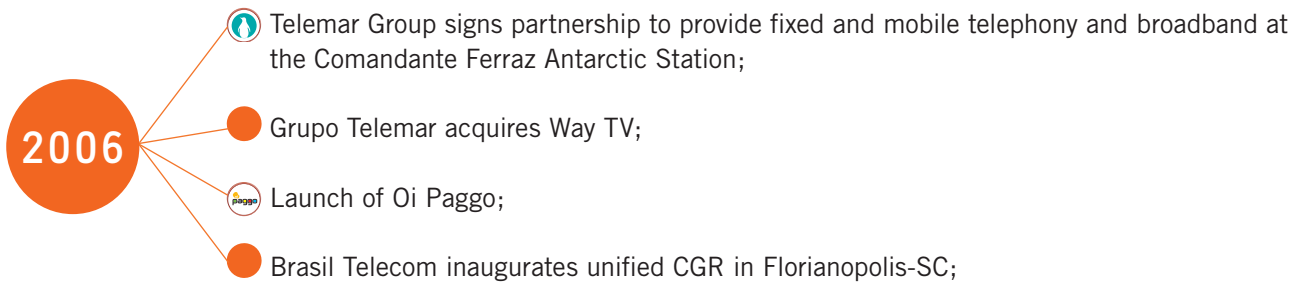 Telemar Group signs partnership to provide fixed and mobile telephony and broadband at
the Comandante Ferraz Antarctic Station;
2006
Grupo Telemar acquires Way TV;
paggo
Launch of Oi Paggo;
Brasil Telecom inaugurates unified CGR in Florianopolis-SC;